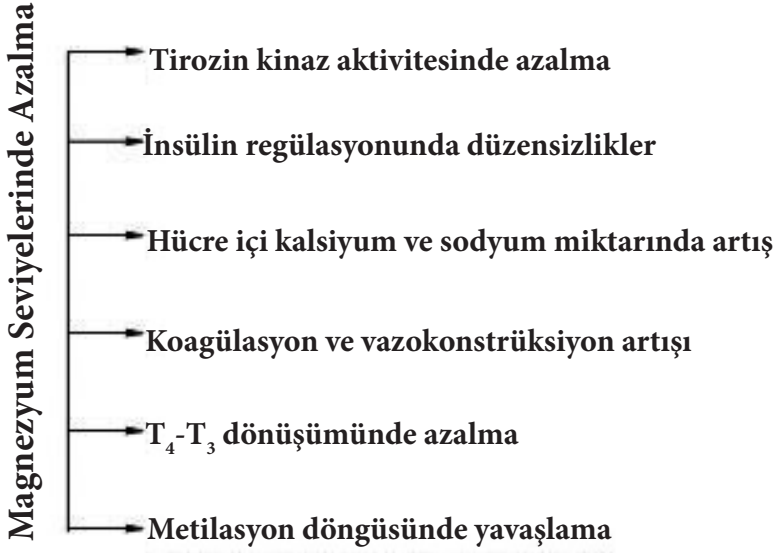 Magnezyum Seviyelerinde Azalma
Tirozin kinaz aktivitesinde azalma
İnsülin regülasyonunda düzensizlikler
Hücre içi kalsiyum ve sodyum miktarında artış
Koagülasyon ve vazokonstrüksiyon artışı
T₄-T₃ dönüşümünde azalma
Metilasyon döngüsünde yavaşlama